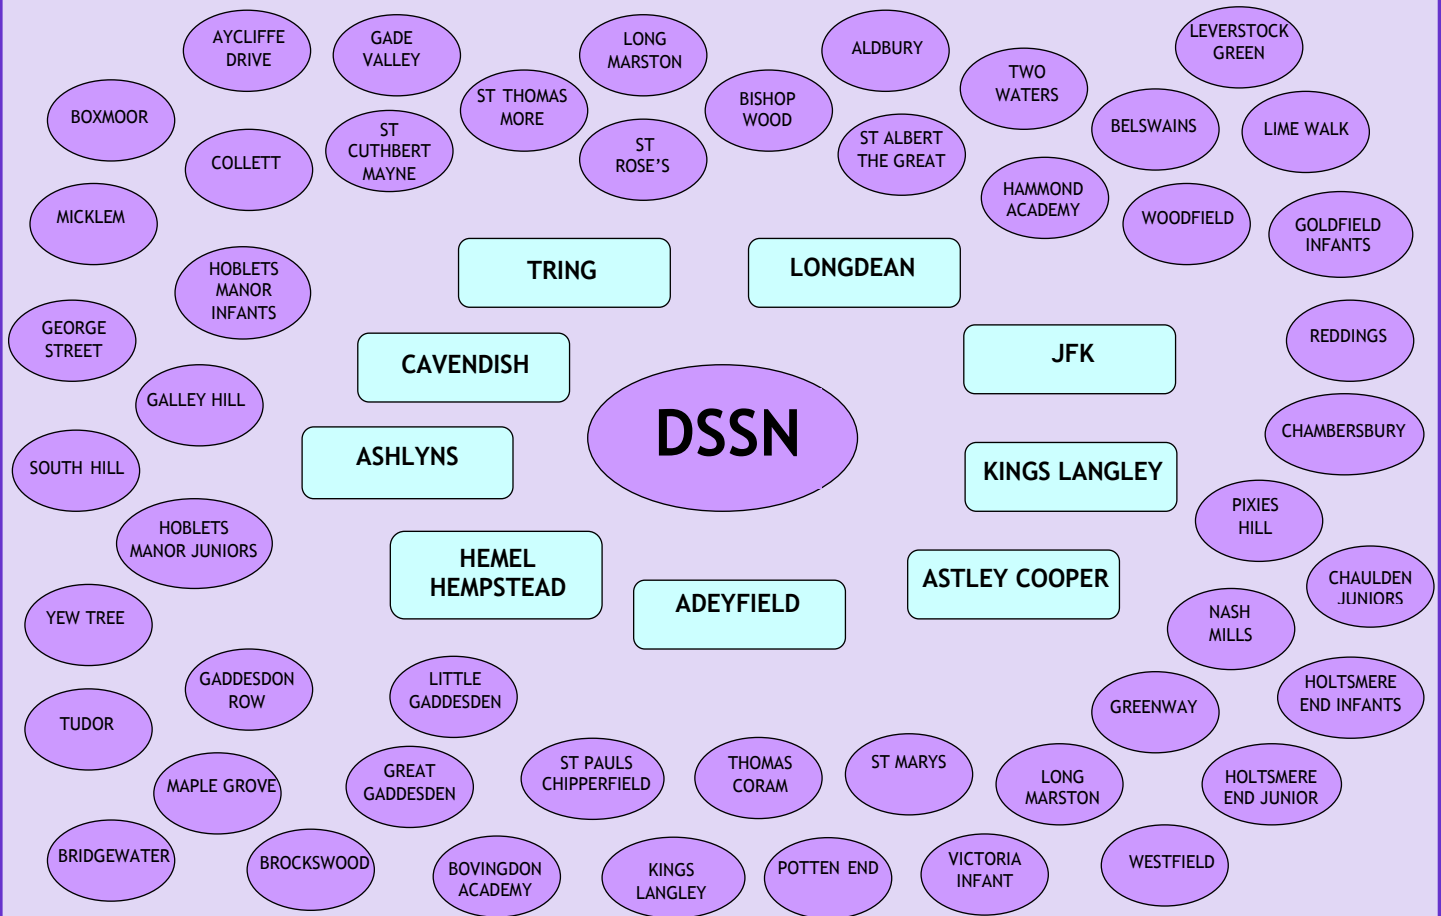 AYCLIFFE
DRIVE
GADE
VALLEY
LONG
MARSTON
ALDBURY
LEVERSTOCK
GREEN
BOXMOOR
ST THOMAS
MORE
BISHOP
WOOD
TWO
WATERS
BELSWAINS
LIME WALK
COLLETT
ST
CUTHBERT
MAYNE
ST
ROSE'S
ST ALBERT
THE GREAT
MICKLEM
HAMMOND
ACADEMY
WOODFIELD
GOLDFIELD
INFANTS
HOBLETS
MANOR
INFANTS
TRING
LONGDEAN
GEORGE
STREET
CAVENDISH
JFK
REDDINGS
GALLEY HILL
DSSN
CHAMBERSBURY
SOUTH HILL
ASHLYNS
KINGS LANGLEY
PIXIES
HILL
HOBLETS
MANOR JUNIORS
HEMEL
HEMPSTEAD
ADEYFIELD
ASTLEY COOPER
CHAULDEN
JUNIORS
YEW TREE
NASH
MILLS
GADDESDON
ROW
LITTLE
GADDESDEN
GREENWAY
HOLTSMERE
END INFANTS
TUDOR
MAPLE GROVE
GREAT
GADDESDEN
ST PAULS
CHIPPERFIELD
THOMAS
CORAM
ST MARYS
LONG
MARSTON
HOLTSMERE
END JUNIOR
BRIDGEWATER
BROCKSWOOD
BOVINGDON
ACADEMY
KINGS
LANGLEY
POTTEN END
VICTORIA
INFANT
WESTFIELD